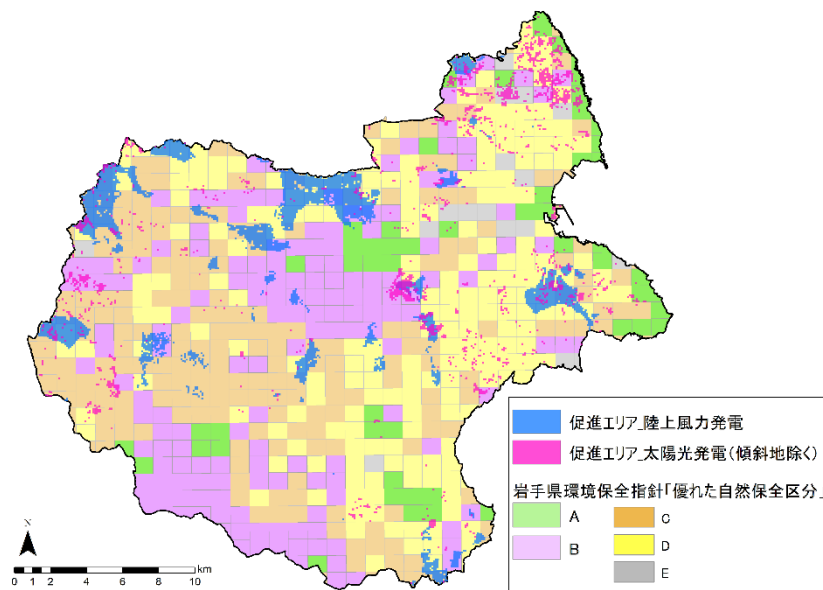 促進エリア_陸上風力発電
促進エリア_太陽光発電(傾斜地除く)
岩手県環境保全指針「優れた自然保全区分」
A
C
B
D
E
N
km
0 1 2 4 6 8 10